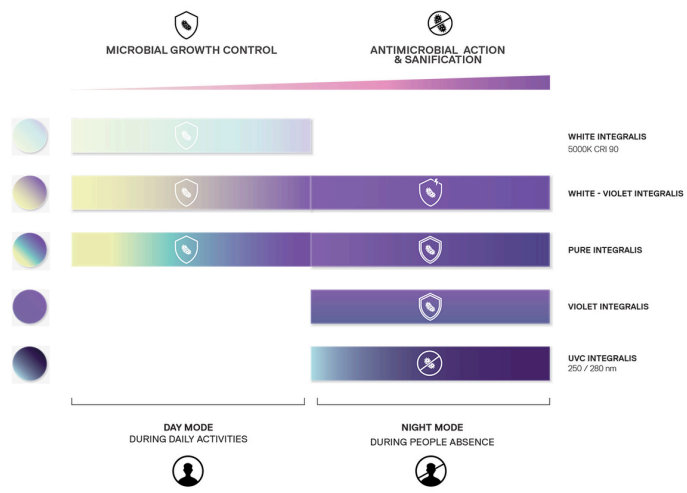 MICROBIAL GROWTH CONTROL
ANTIMICROBIAL ACTION
& SANIFICATION
WHITE INTEGRALIS
5000K CRI 90
WHITE - VIOLET INTEGRALIS
PURE INTEGRALIS
VIOLET INTEGRALIS
UVC INTEGRALIS
250 / 280 nm
DAY MODE
DURING DAILY ACTIVITIES
NIGHT MODE
DURING PEOPLE ABSENCE